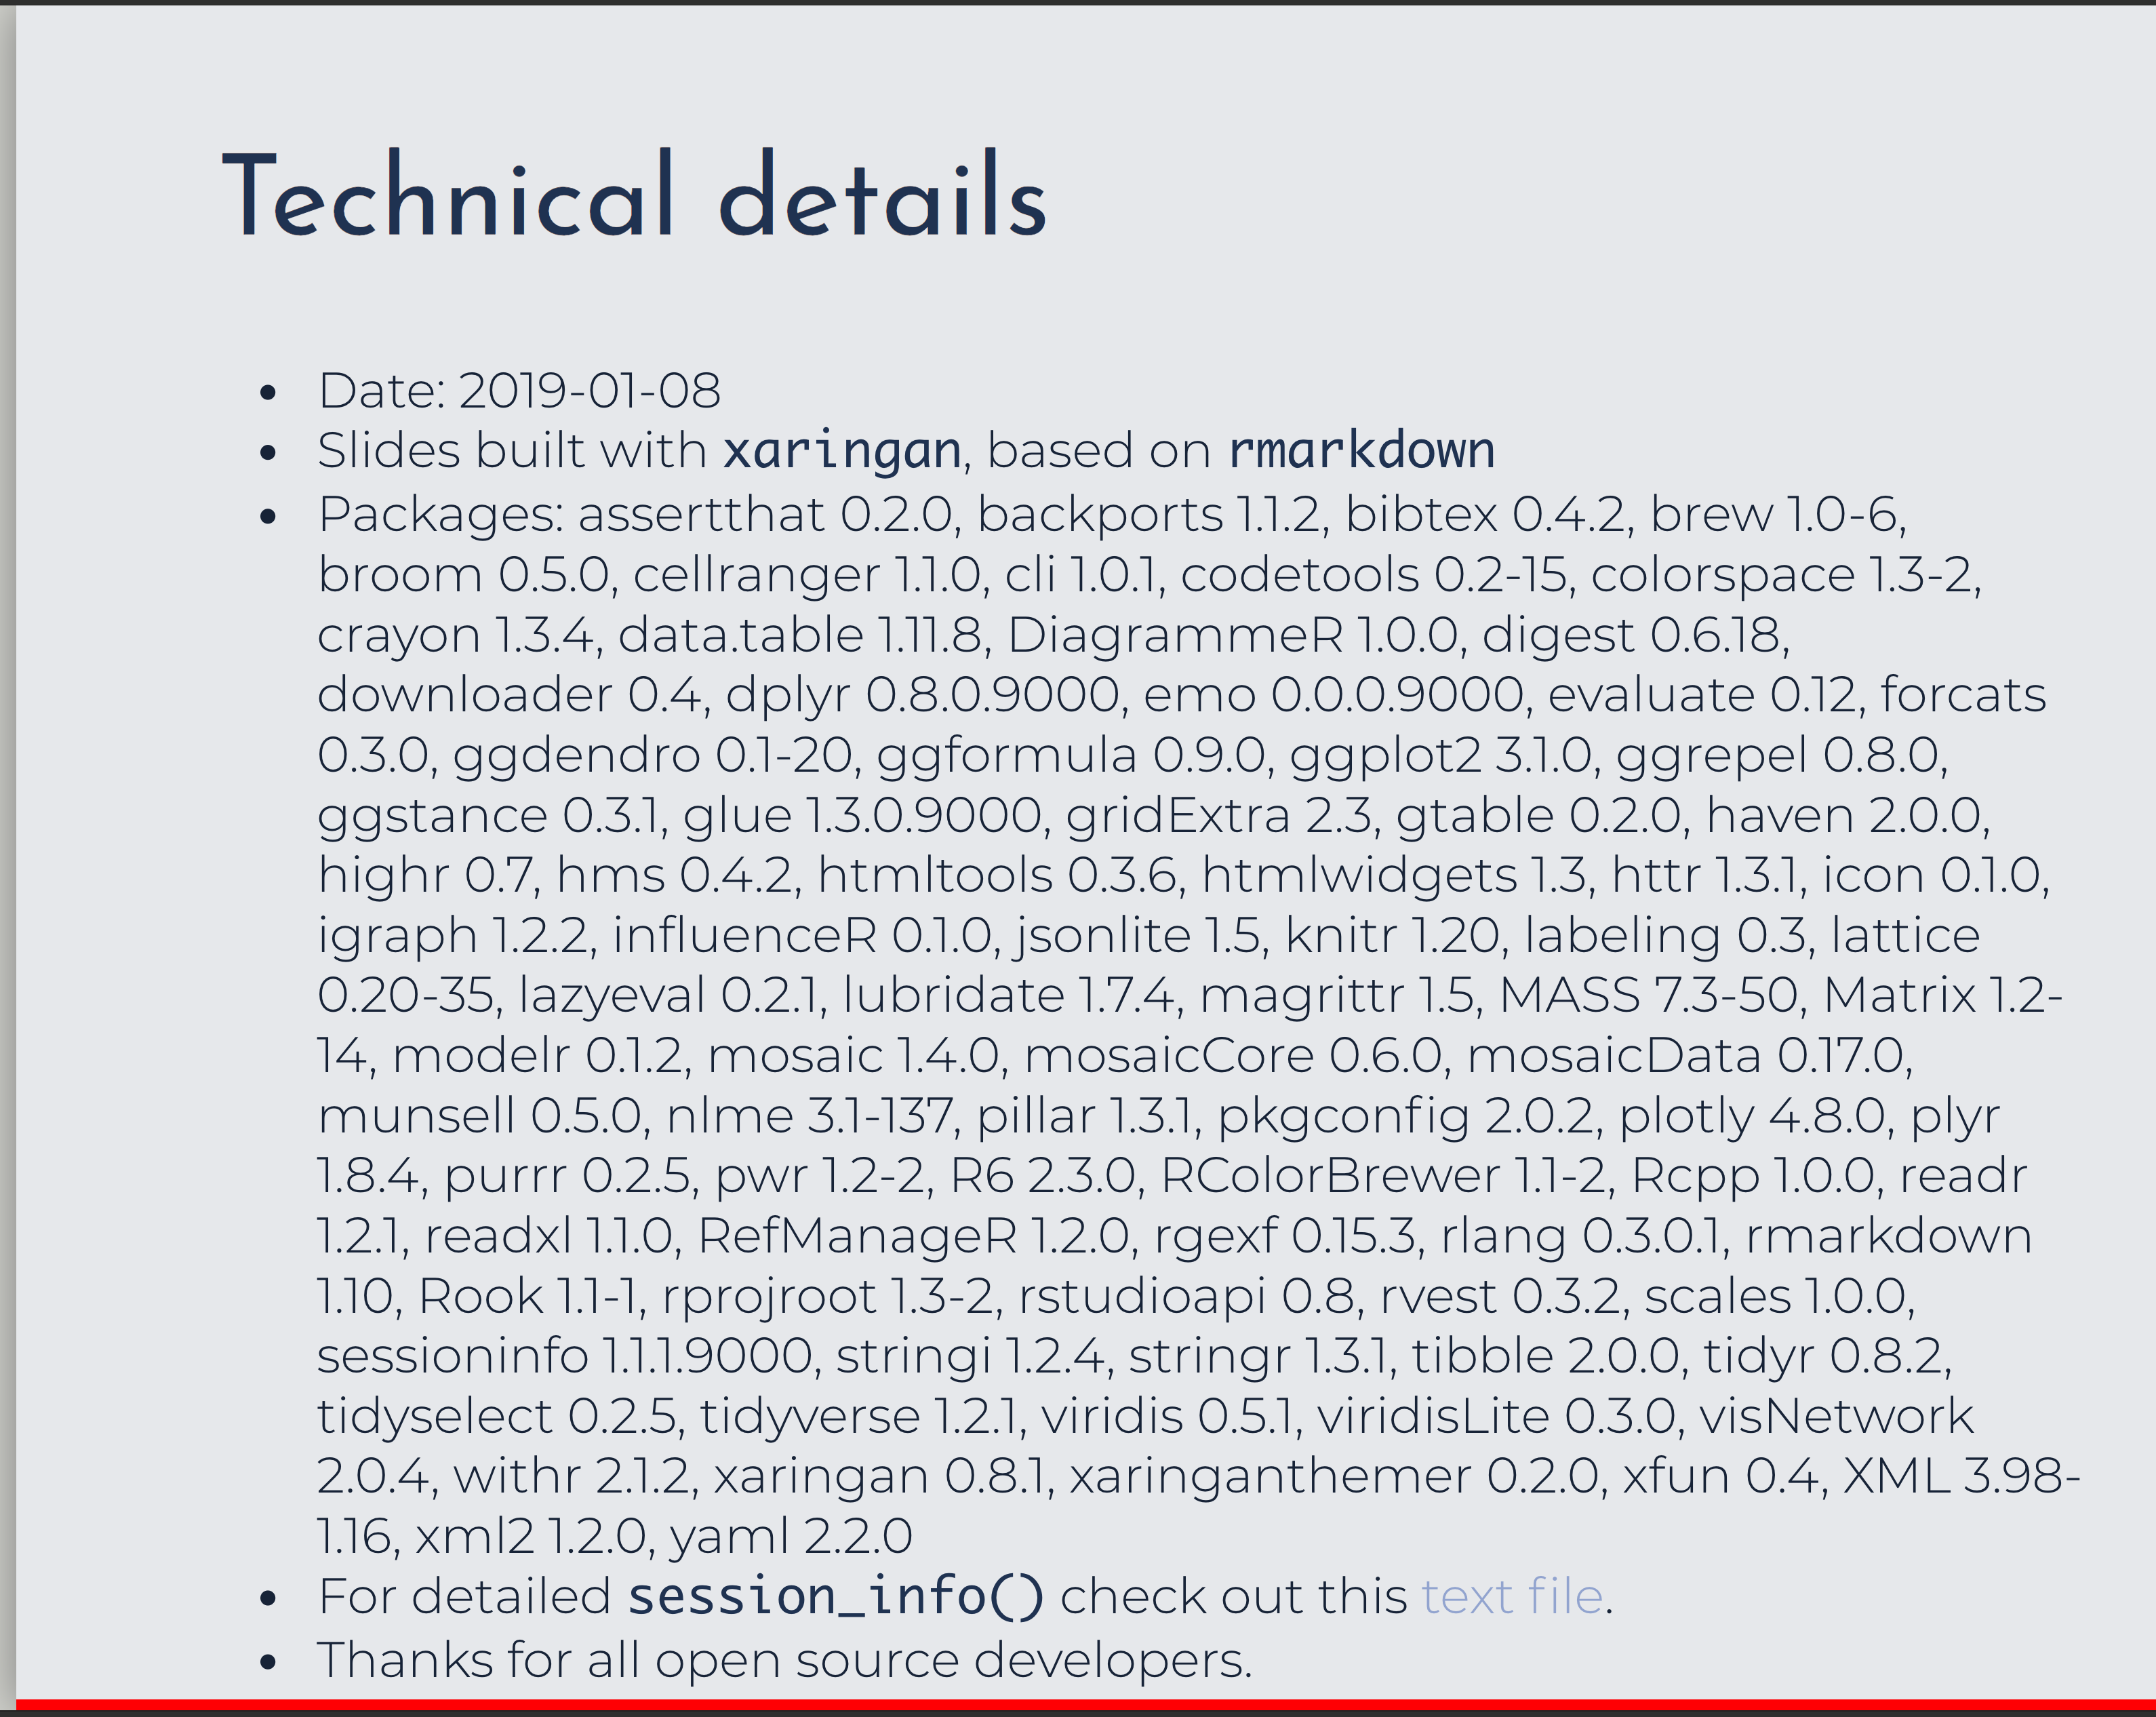 Technical details
Date: 2019-01-08
Slides built with xaringan, based on rmarkdown
Packages: assertthat 0.2.0, backports 1.1.2, bibtex 0.4.2, brew 1.0-6,
broom 0.5.0, cellranger 1.1.0, cli 1.0.1, codetools 0.2-15, colorspace 1.3-2,
crayon 1.3.4, data.table 1.11.8, DiagrammeR 1.0.0, digest 0.6.18,
downloader 0.4, dplyr 0.8.0.9000, emo 0.0.0.9000, evaluate 0.12, forcats
0.3.0, ggdendro 0.1-20, ggformula 0.9.0, ggplot2 3.1.0, ggrepel 0.8.0,
ggstance 0.3.1, glue 1.3.0.9000, gridExtra 2.3, gtable 0.2.0, haven 2.0.0,
highr 0.7, hms 0.4.2, htmltools 0.3.6, htmlwidgets 1.3, httr 1.3.1, icon 0.1.0,
igraph 1.2.2, influenceR 0.1.0, jsonlite 1.5, knitr 1.20, labeling 0.3, lattice
0.20-35, lazyeval 0.2.1, lubridate 1.7.4, magrittr 1.5, MASS 7.3-50, Matrix 1.2-
14, modelr 0.1.2, mosaic 1.4.0, mosaicCore 0.6.0, mosaicData 0.17.0,
munsell 0.5.0, nlme 3.1-137, pillar 1.3.1, pkgconfig 2.0.2, plotly 4.8.0, plyr
1.8.4, purrr 0.2.5, pwr 1.2-2, R6 2.3.0, RColorBrewer 1.1-2, Rcpp 1.0.0, readr
1.2.1, readxl 1.1.0, RefManageR 1.2.0, rgexf 0.15.3, rlang 0.3.0.1, rmarkdown
1.10, Rook 1.1-1, rprojroot 1.3-2, rstudioapi 0.8, rvest 0.3.2, scales 1.0.0,
sessioninfo 1.1.1.9000, stringi 1.2.4, stringr 1.3.1, tibble 2.0.0, tidyr 0.8.2,
tidyselect 0.2.5, tidyverse 1.2.1, viridis 0.5.1, viridisLite 0.3.0, visNetwork
2.0.4, withr 2.1.2, xaringan 0.8.1, xaringanthemer 0.2.0, xfun 0.4, XML 3.98-
1.16, xml2 1.2.0, yaml 2.2.0
For detailed session_info() check out this text file.
Thanks for all open source developers.